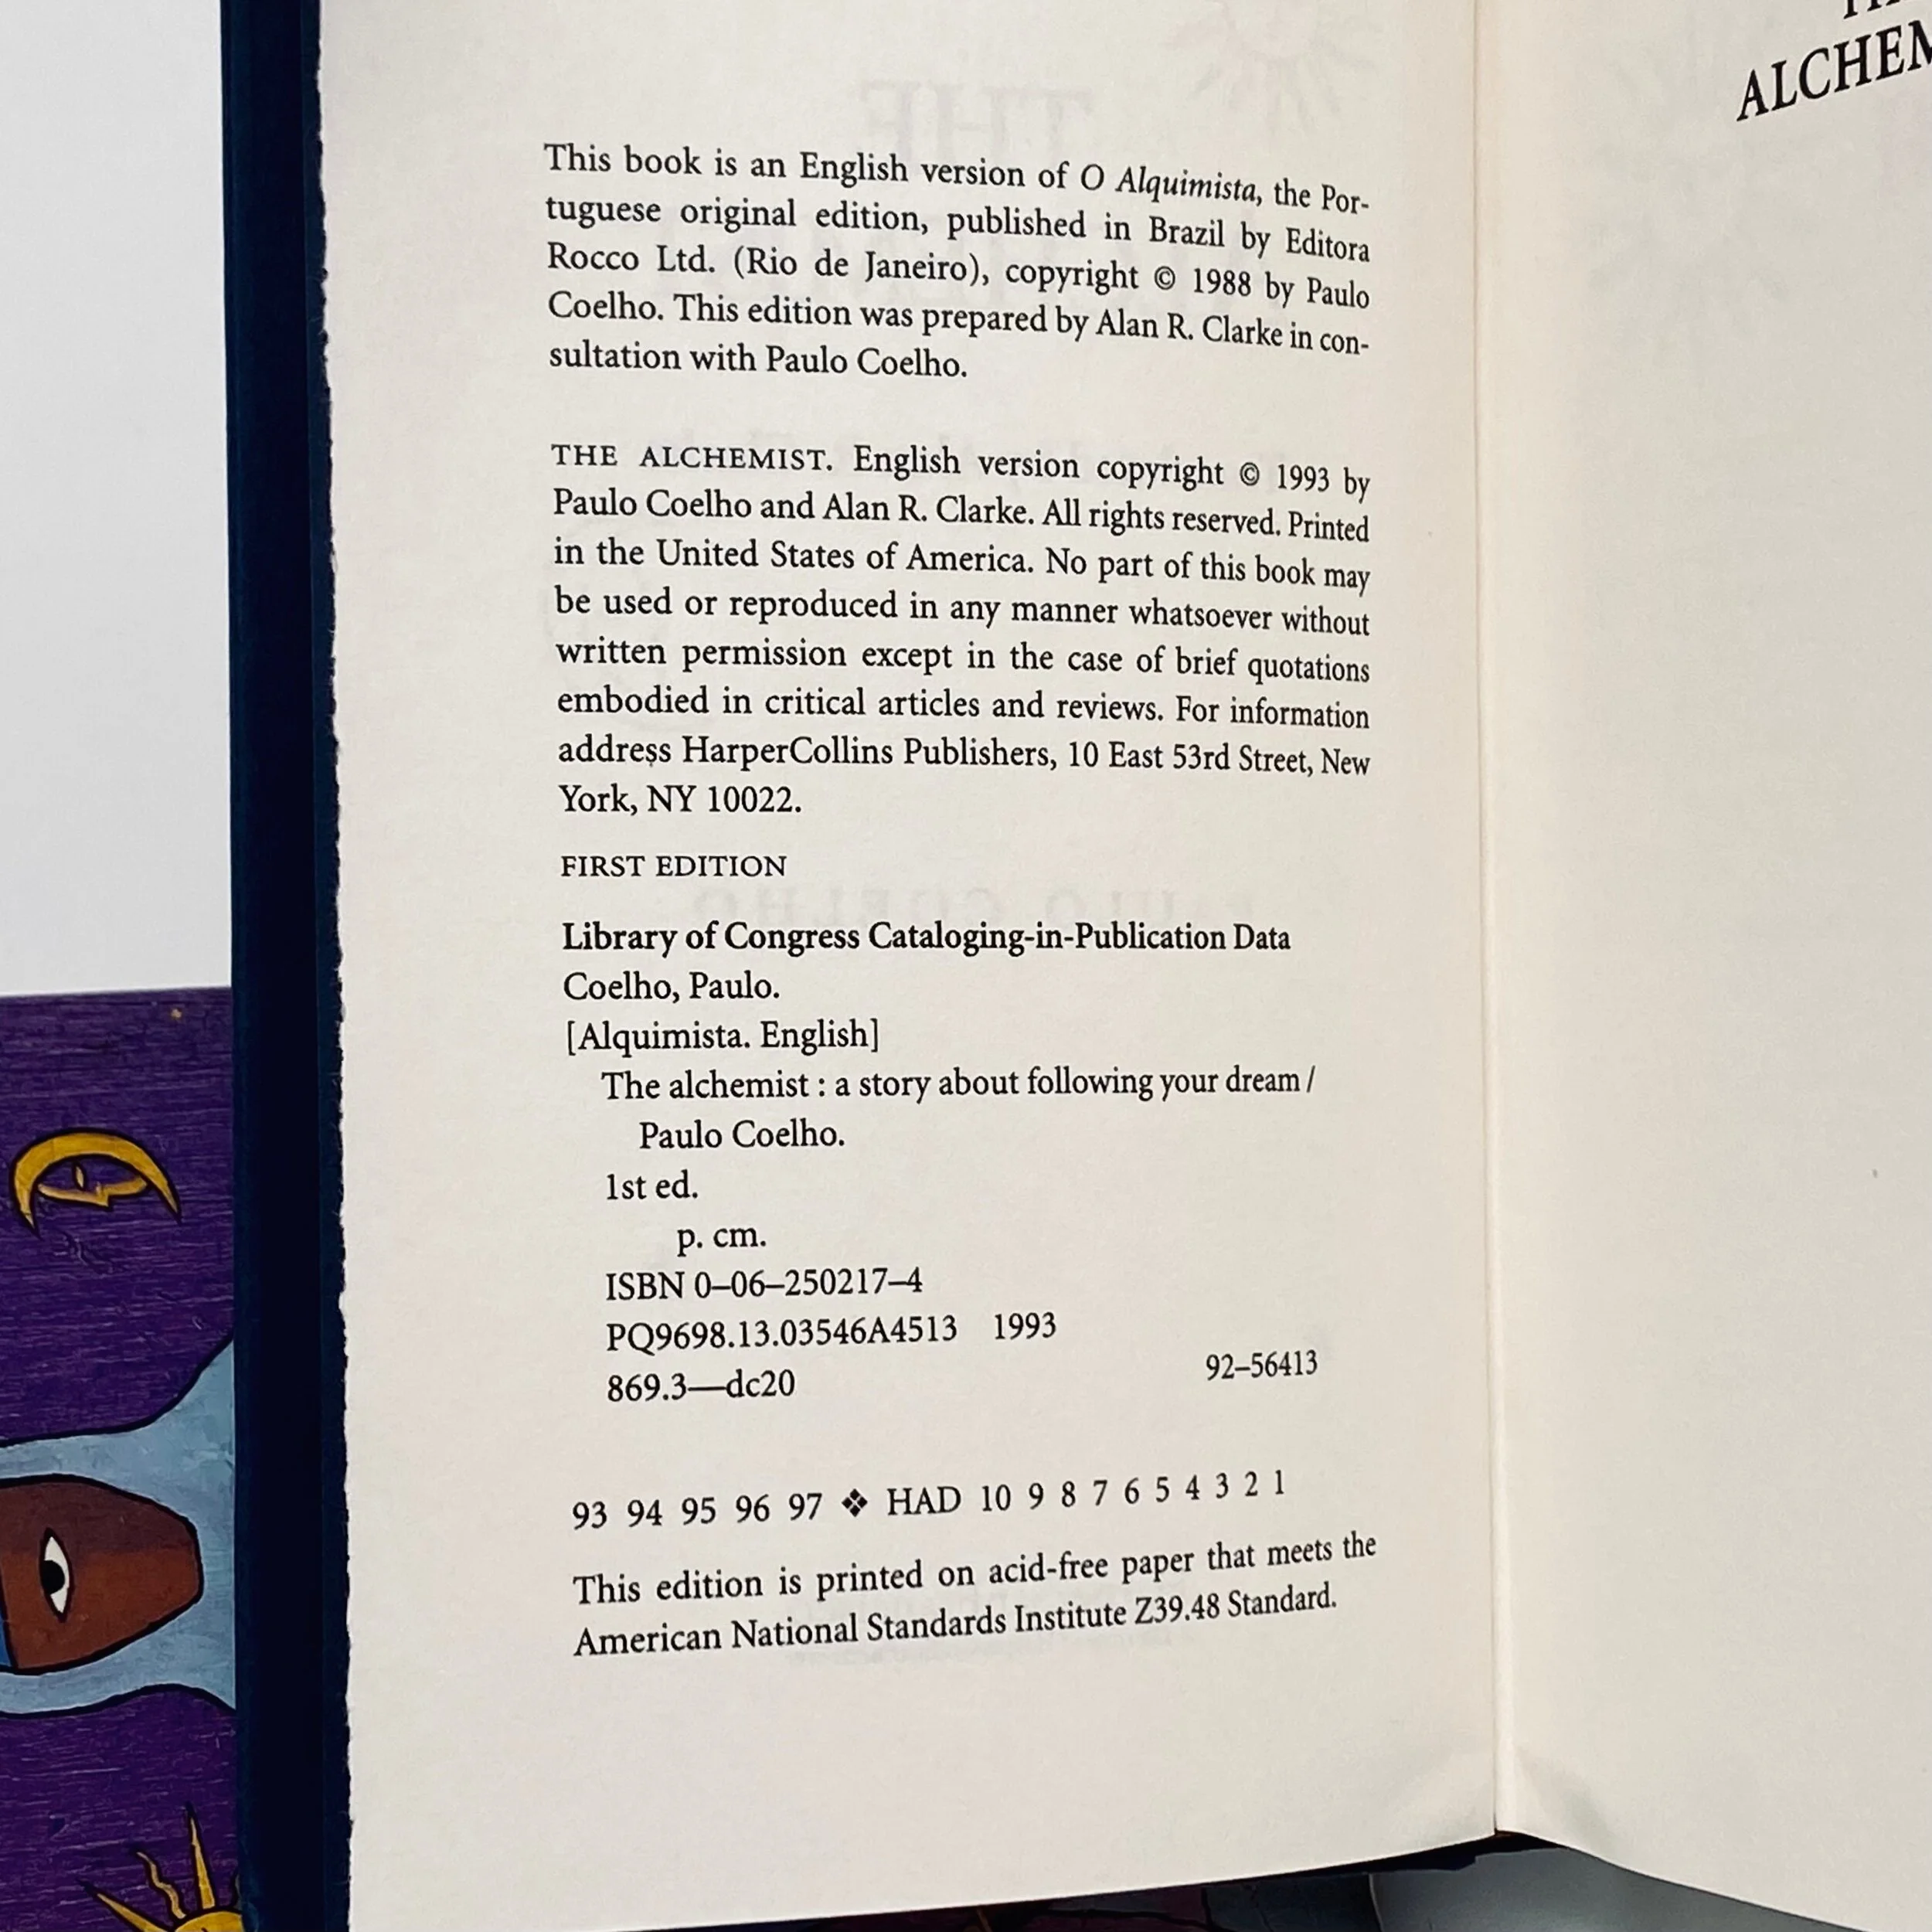 This book is an English version of O Alquimista, the Por-
tuguese original edition, published in Brazil by Editora
Rocco Ltd. (Rio de Janeiro), copyright © 1988 by Paulo
Coelho. This edition was prepared by Alan R. Clarke in con-
sultation with Paulo Coelho.
THE ALCHEMIST. English version copyright © 1993 by
Paulo Coelho and Alan R. Clarke. All rights reserved. Printed
in the United States of America. No part of this book may
be used or reproduced in any manner whatsoever without
written permission except in the case of brief quotations
embodied in critical articles and reviews. For information
address HarperCollins Publishers, 10 East 53rd Street, New
York, NY 10022.
FIRST EDITION
Library of Congress Cataloging-in-Publication Data
Coelho, Paulo.
[Alquimista. English]
The alchemist : a story about following your dream /
Paulo Coelho.
1st ed.
p. cm.
ISBN 0–06–250217–4
PQ9698.13.03546A4513 1993
869.3—dc20 92–56413
93 94 95 96 97 ❖ HAD 10 9 8 7 6 5 4 3 2 1
This edition is printed on acid-free paper that meets the
American National Standards Institute Z39.48 Standard.
ALCHEM